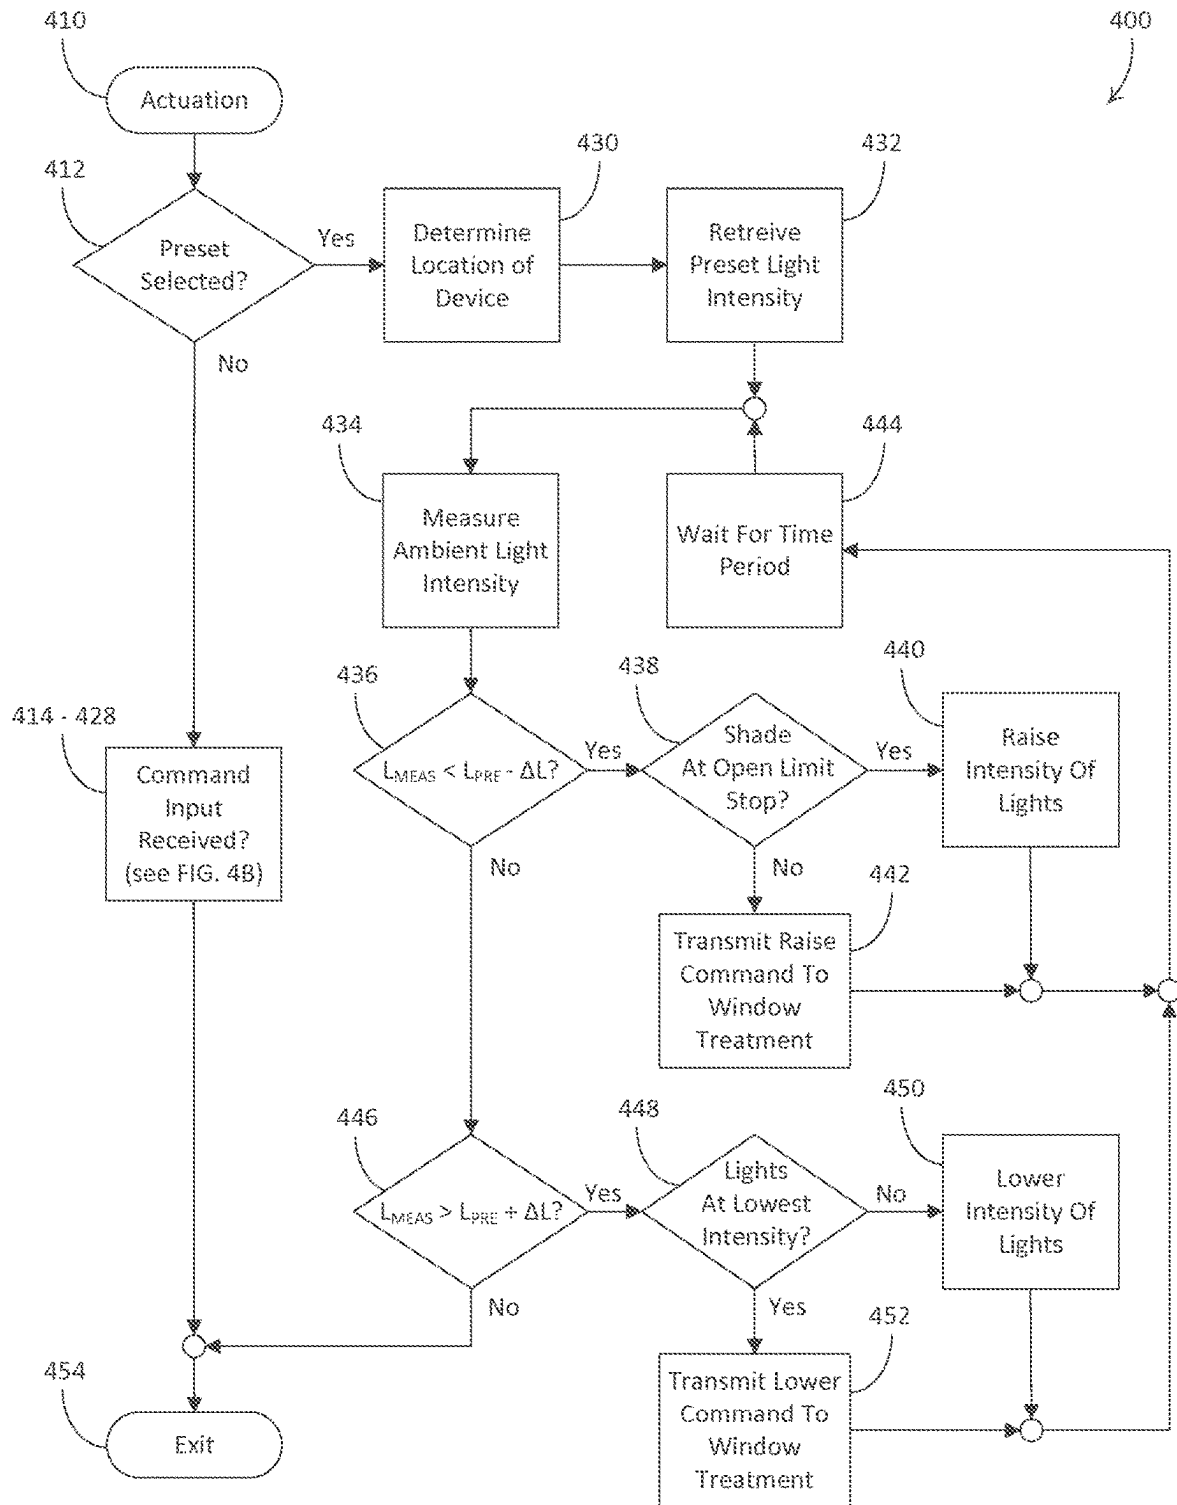 410
400
Actuation
412
430
432
Preset
Selected?
Yes
Determine
Location of
Device
Retreive
Preset Light
Intensity
No
434
444
Measure
Ambient Light
Intensity
Wait For Time
Period
436
438
440
414 - 428
Command
Input
Received?
(see FIG. 4B)
LMEAS < LPRE - ΔL?
Yes
Shade
At Open Limit
Stop?
Yes
Raise
Intensity Of
Lights
No
No
442
Transmit Raise
Command To
Window
Treatment
446
448
450
LMEAS > LPRE + ΔL?
Yes
Lights
At Lowest
Intensity?
No
Lower
Intensity Of
Lights
No
Yes
452
454
Transmit Lower
Command To
Window
Treatment
Exit